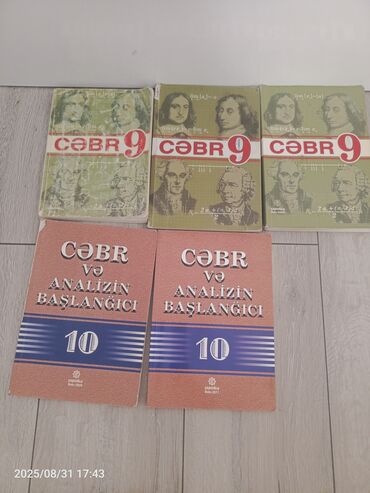 CƏBR 9
CƏBR 9
CƏBR 9
CƏBR
VƏ
ANALİZİN
BAŞLANĞICI
10
CƏBR
VƏ
ANALİZİN
BAŞLANĞICI
10
2025/08/31 17:43